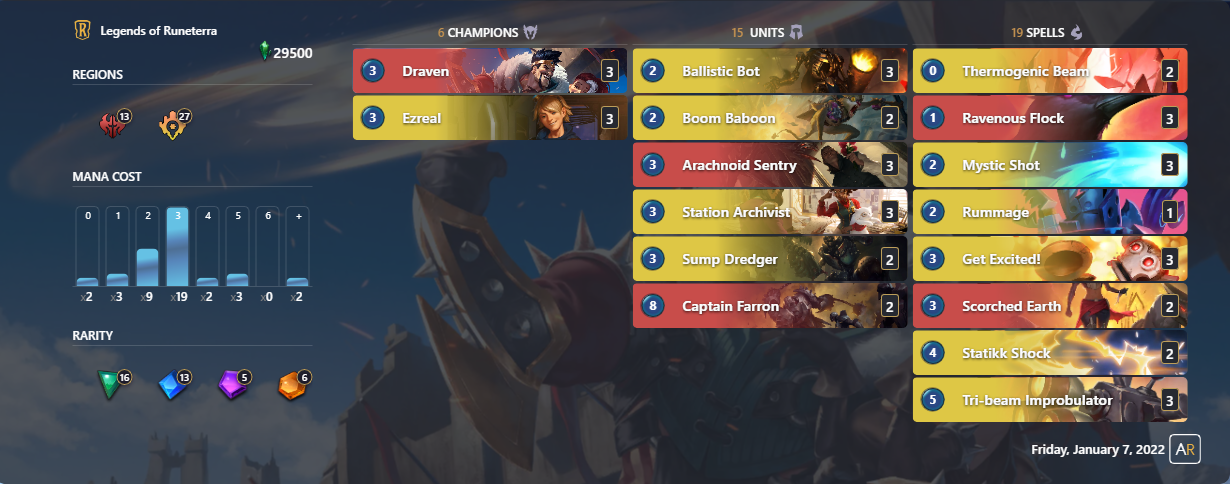 Legends of Runeterra
29500
REGIONS
13
27
MANA COST
0 1 2 3 4 5 6 +
x2 x3 x9 x19 x2 x3 x0 x2
RARITY
16
13
5
6
6 CHAMPIONS
3 Draven 3
3 Ezreal 3
15 UNITS
2 Ballistic Bot 3
2 Boom Baboon 2
3 Arachnoid Sentry 3
3 Station Archivist 3
3 Sump Dredger 2
8 Captain Farron 2
19 SPELLS
0 Thermogenic Beam 2
1 Ravenous Flock 3
2 Mystic Shot 3
2 Rummage 1
3 Get Excited! 3
3 Scorched Earth 2
4 Statikk Shock 2
5 Tri-beam Improbulator 3
Friday, January 7, 2022 AR